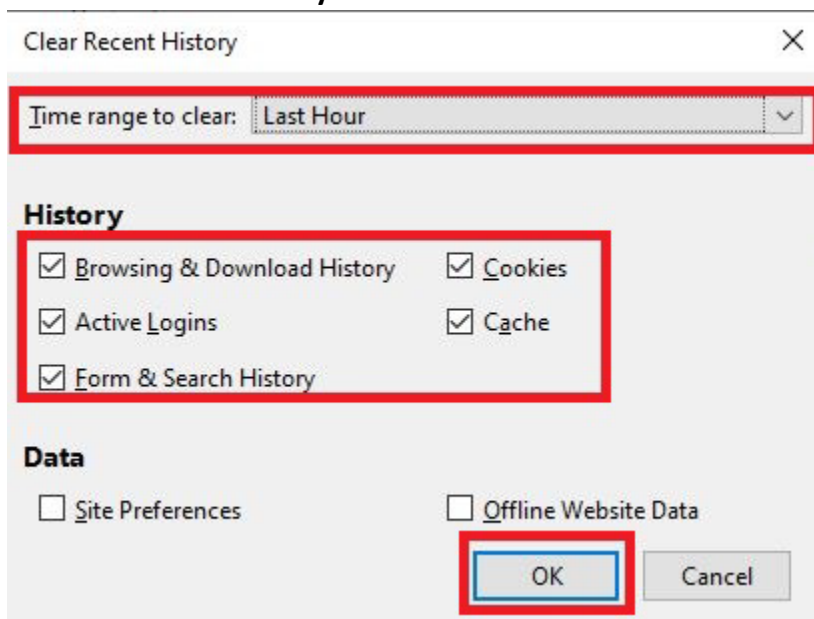 Clear Recent History
Time range to clear: Last Hour
History
Browsing & Download History Cookies
Active Logins Cache
Form & Search History
Data
Site Preferences Offline Website Data
OK Cancel